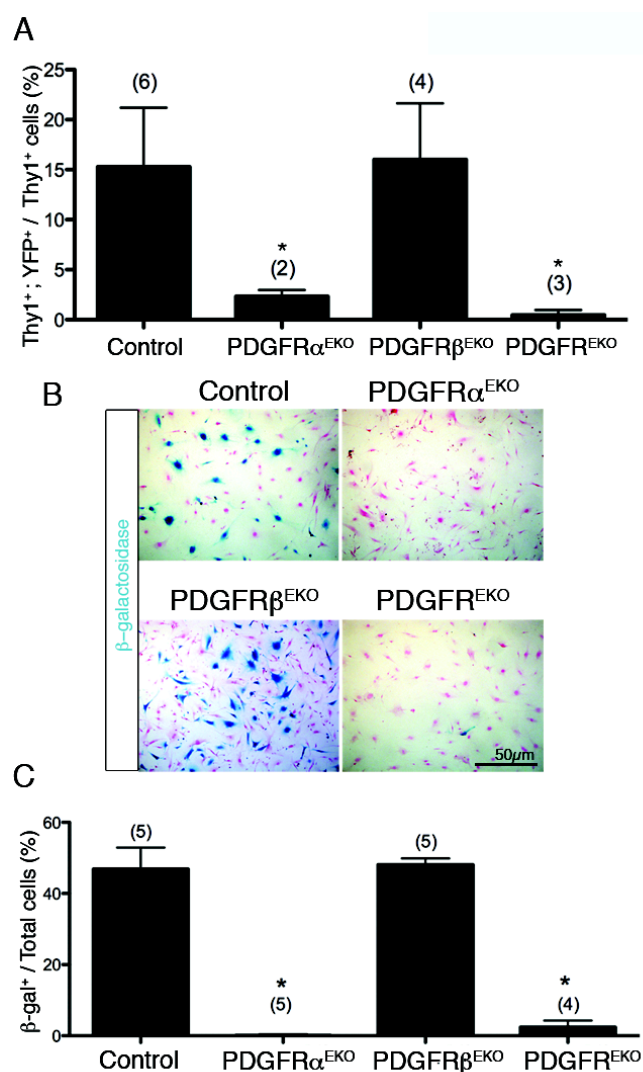 A
Thy1⁺; YFP⁺ / Thy1⁺ cells (%)
25
20
15
10
5
0
(6)
*
(2)
(4)
*
(3)
Control PDGFRα^EKO PDGFRβ^EKO PDGFR^EKO
B
Control PDGFRα^EKO
β-galactosidase
PDGFRβ^EKO PDGFR^EKO
50μm
C
β-gal⁺ / Total cells (%)
60
40
20
0
(5)
*
(5)
(5)
*
(4)
Control PDGFRα^EKO PDGFRβ^EKO PDGFR^EKO